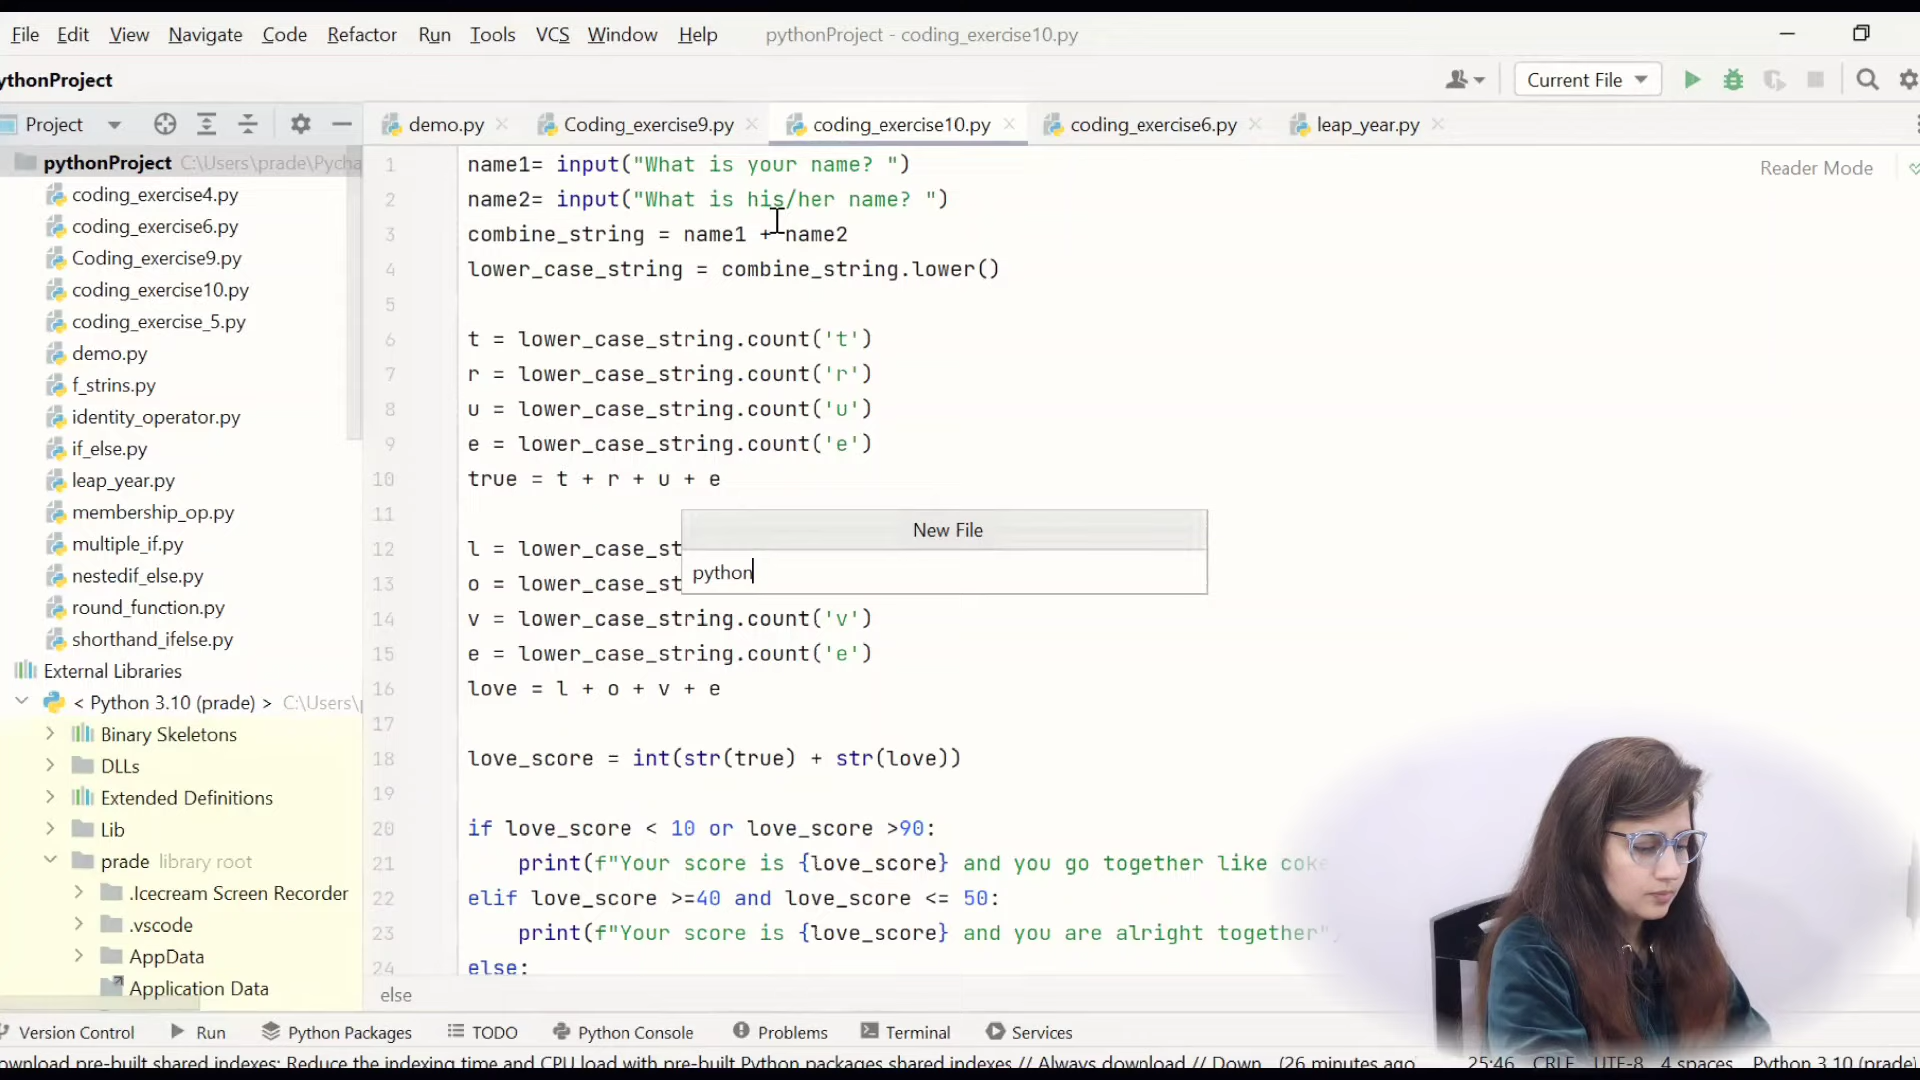 File Edit View Navigate Code Refactor Run Tools VCS Window Help pythonProject - coding_exercise10.py
ythonProject
Current File
Project
demo.py
Coding_exercise9.py
coding_exercise10.py
coding_exercise6.py
leap_year.py
pythonProject C:\Users\prade\Pycha
coding_exercise4.py
coding_exercise6.py
Coding_exercise9.py
coding_exercise10.py
coding_exercise_5.py
demo.py
f_strins.py
identity_operator.py
if_else.py
leap_year.py
membership_op.py
multiple_if.py
nestedif_else.py
round_function.py
shorthand_ifelse.py
External Libraries
< Python 3.10 (prade) > C:\Users\
Binary Skeletons
DLLs
Extended Definitions
Lib
prade library root
.Icecream Screen Recorder
.vscode
AppData
Application Data
Reader Mode
1 name1= input("What is your name? ")
2 name2= input("What is his/her name? ")
3 combine_string = name1 + name2
4 lower_case_string = combine_string.lower()
5
6 t = lower_case_string.count('t')
7 r = lower_case_string.count('r')
8 u = lower_case_string.count('u')
9 e = lower_case_string.count('e')
10 true = t + r + u + e
11
12 l = lower_case_st
13 o = lower_case_st
14 v = lower_case_string.count('v')
15 e = lower_case_string.count('e')
16 love = l + o + v + e
17
18 love_score = int(str(true) + str(love))
19
20 if love_score < 10 or love_score >90:
21 print(f"Your score is {love_score} and you go together like coke
22 elif love_score >=40 and love_score <= 50:
23 print(f"Your score is {love_score} and you are alright together"
24 else:
New File
python
else
Version Control Run Python Packages TODO Python Console Problems Terminal Services
ownload pre-built shared indexes: Reduce the indexing time and CPU load with pre-built Python packages shared indexes // Always download // Down... (26 minutes ago) 25:46 CRLF UTF-8 4 spaces Python 3.10 (prade)